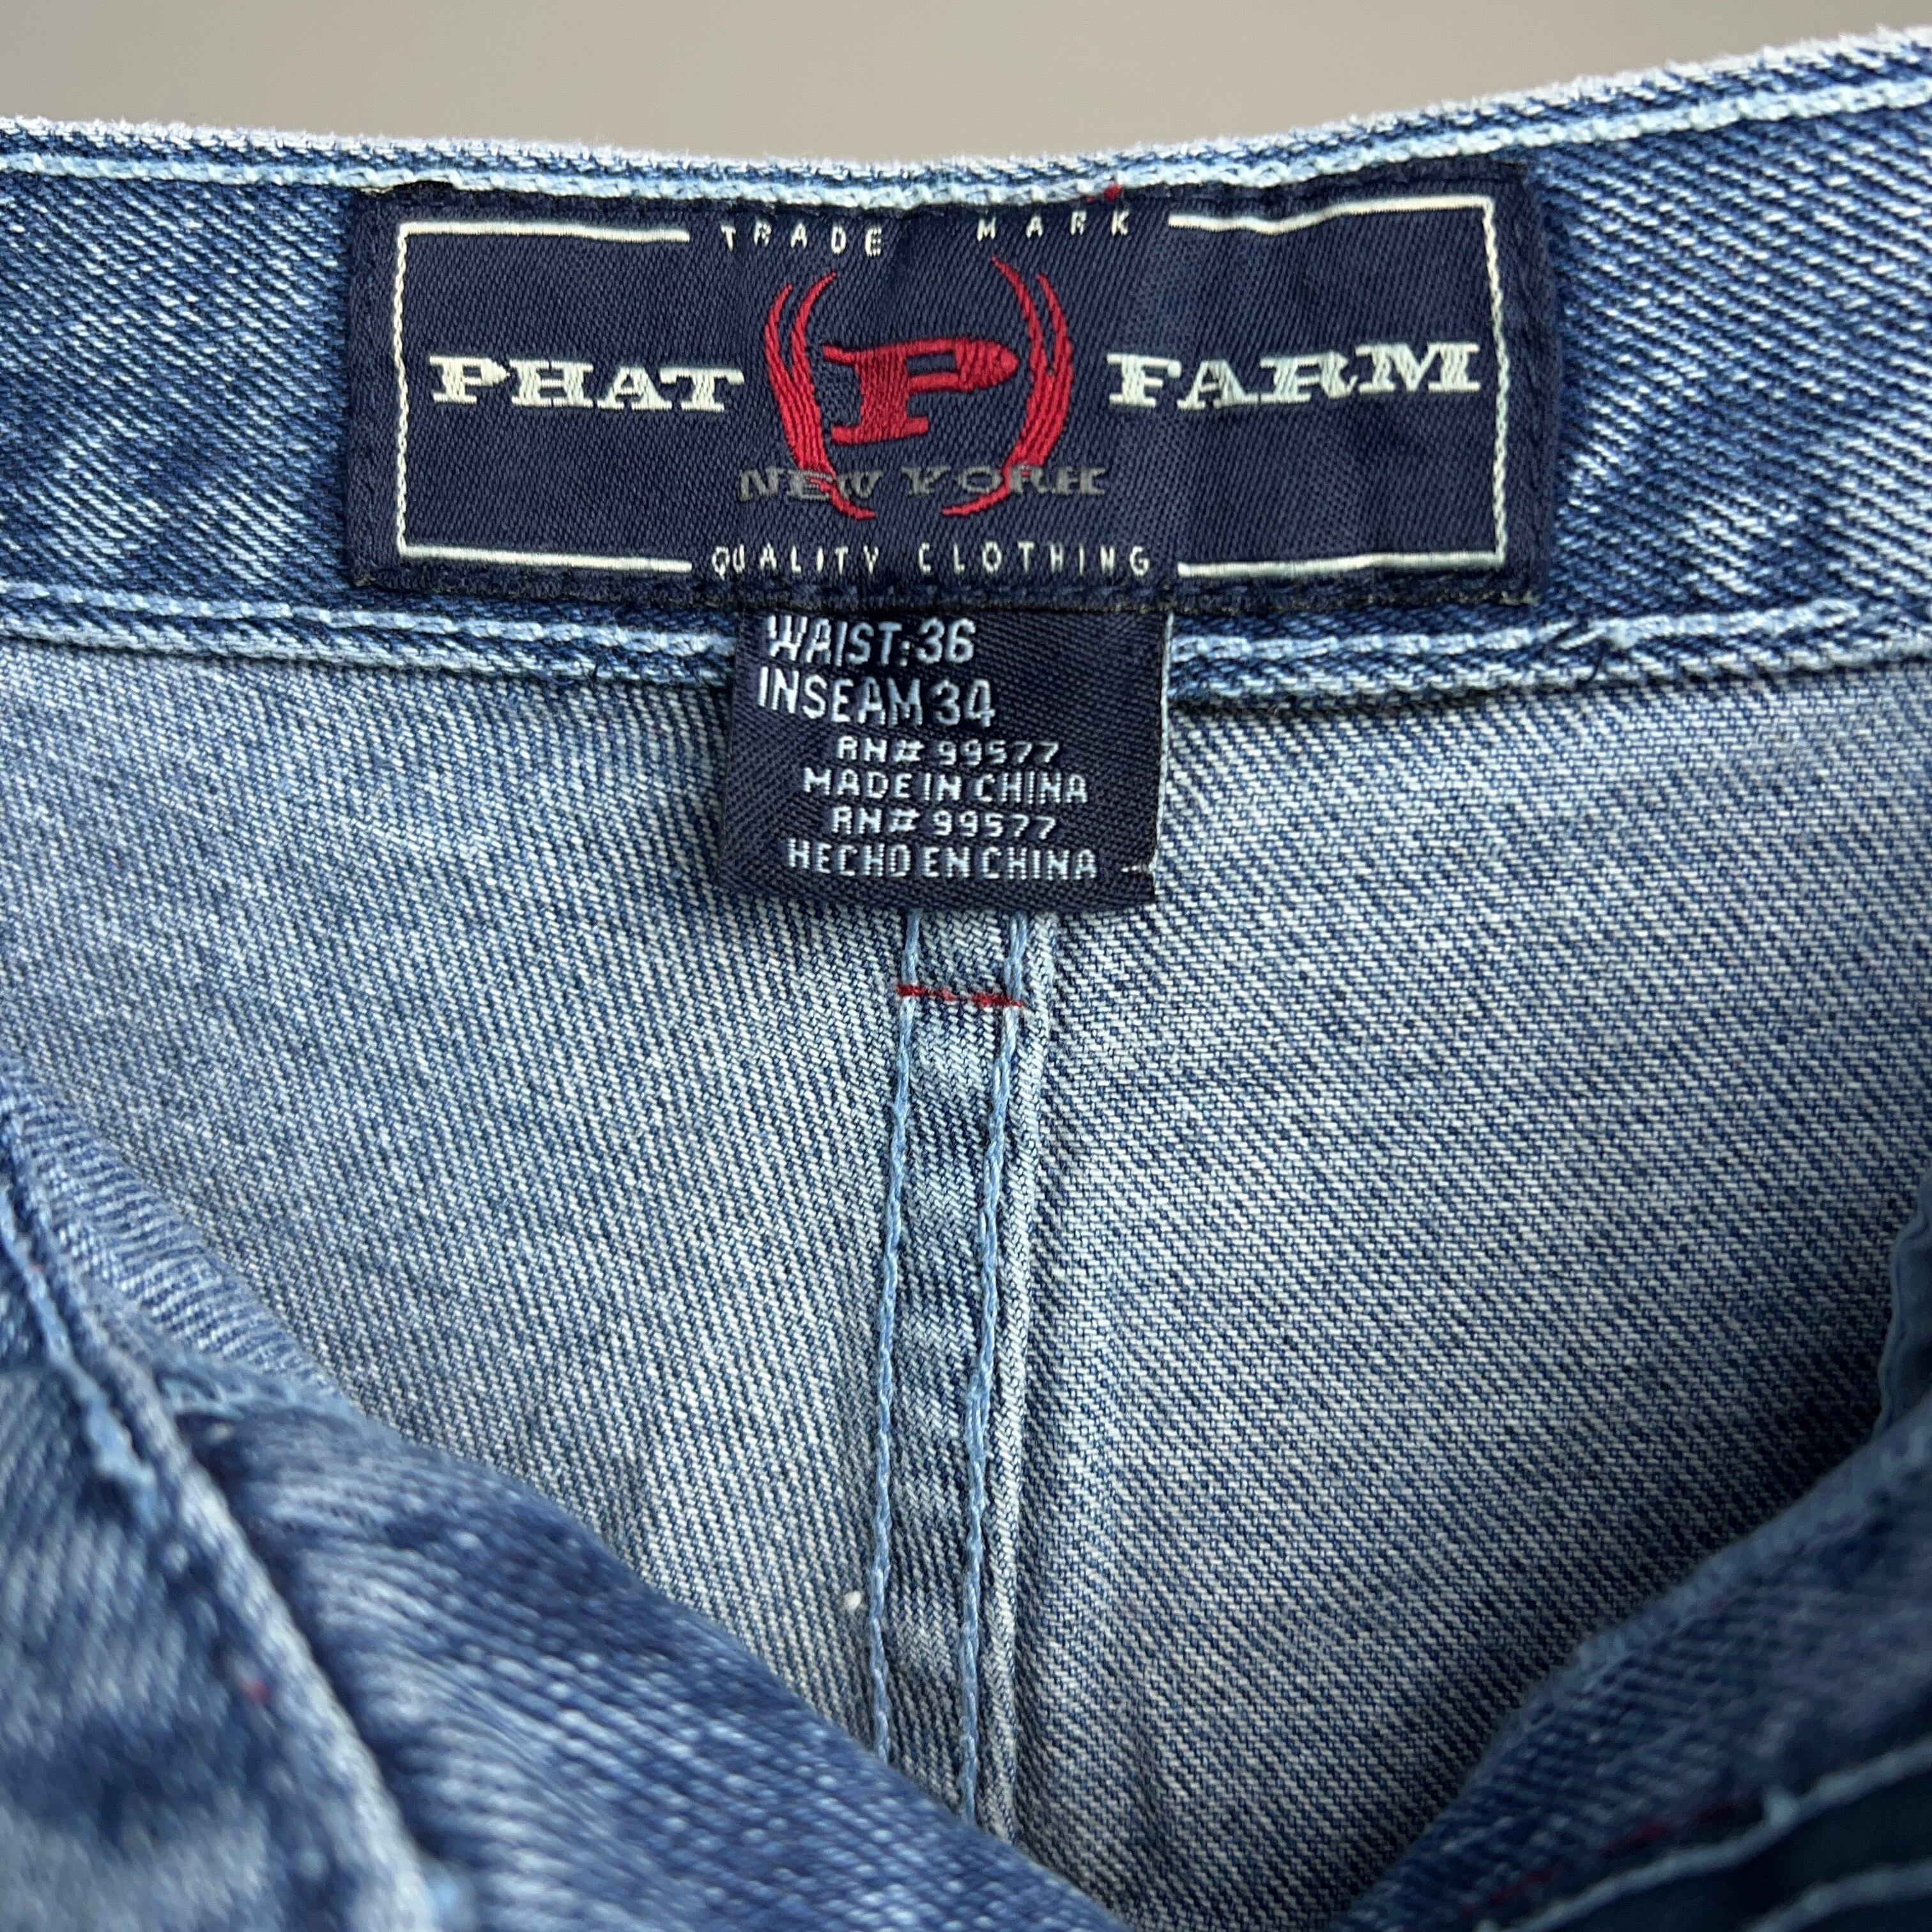 TRADE MARK
PHAT P FARM
NEW YORK
QUALITY CLOTHING
WAIST:36
INSEAM 34
RN# 99577
MADE IN CHINA
RN# 99577
HECHO EN CHINA